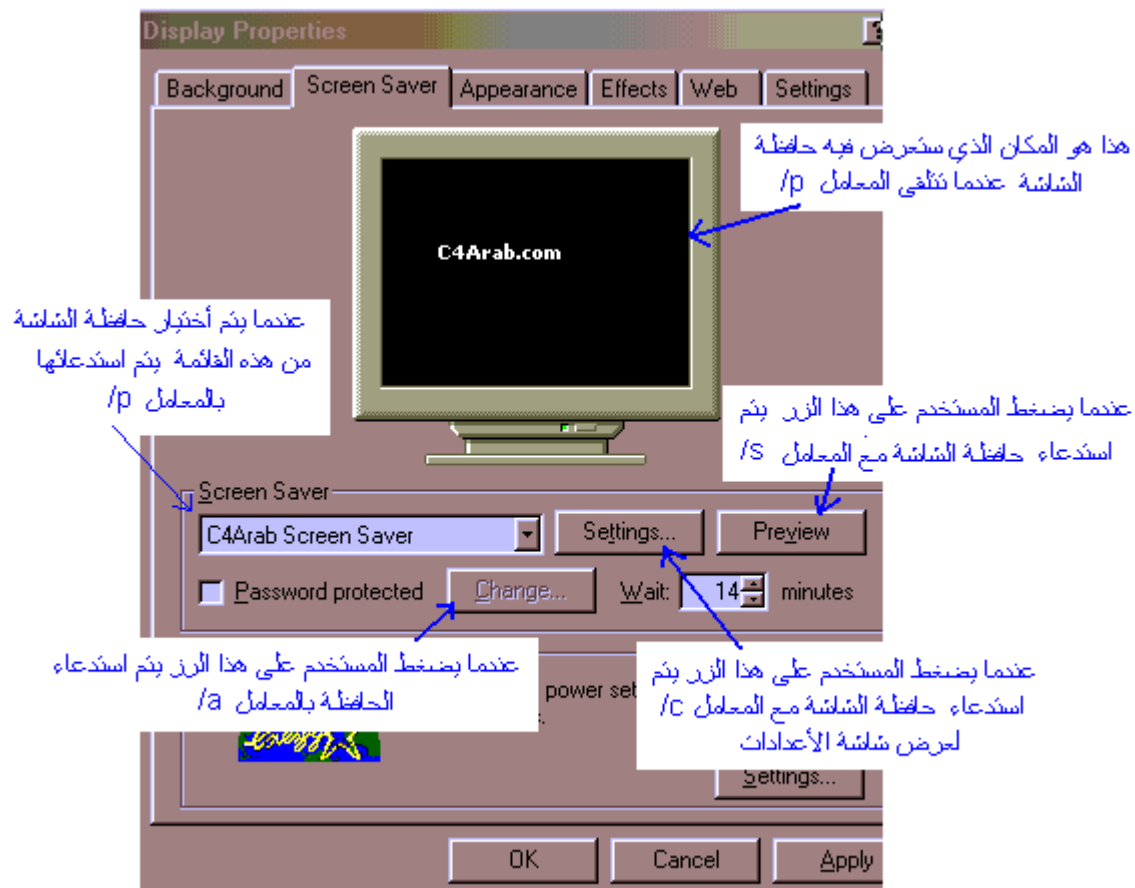 Display Properties
Background Screen Saver Appearance Effects Web Settings
هذا هو المكان الذي ستعرض فيه حافظة
الشاشة عندما تتلقى المعامل /p
C4Arab.com
عندما يتم أختيار حافظة الشاشة
من هذه القائمة يتم استدعائها
بالمعامل /p
عندما يضغط المستخدم على هذا الزر يتم
استدعاء حافظة الشاشة مع المعامل /s
Screen Saver
C4Arab Screen Saver Settings... Preview
Password protected Change... Wait: 14 minutes
عندما يضغط المستخدم على هذا الرز يتم استدعاء
الحافظة بالمعامل /a
عندما يضغط المستخدم على هذا الزر يتم
استدعاء حافظة الشاشة مع المعامل /c
لعرض شاشة الأعدادات
power set
Settings...
OK Cancel Apply